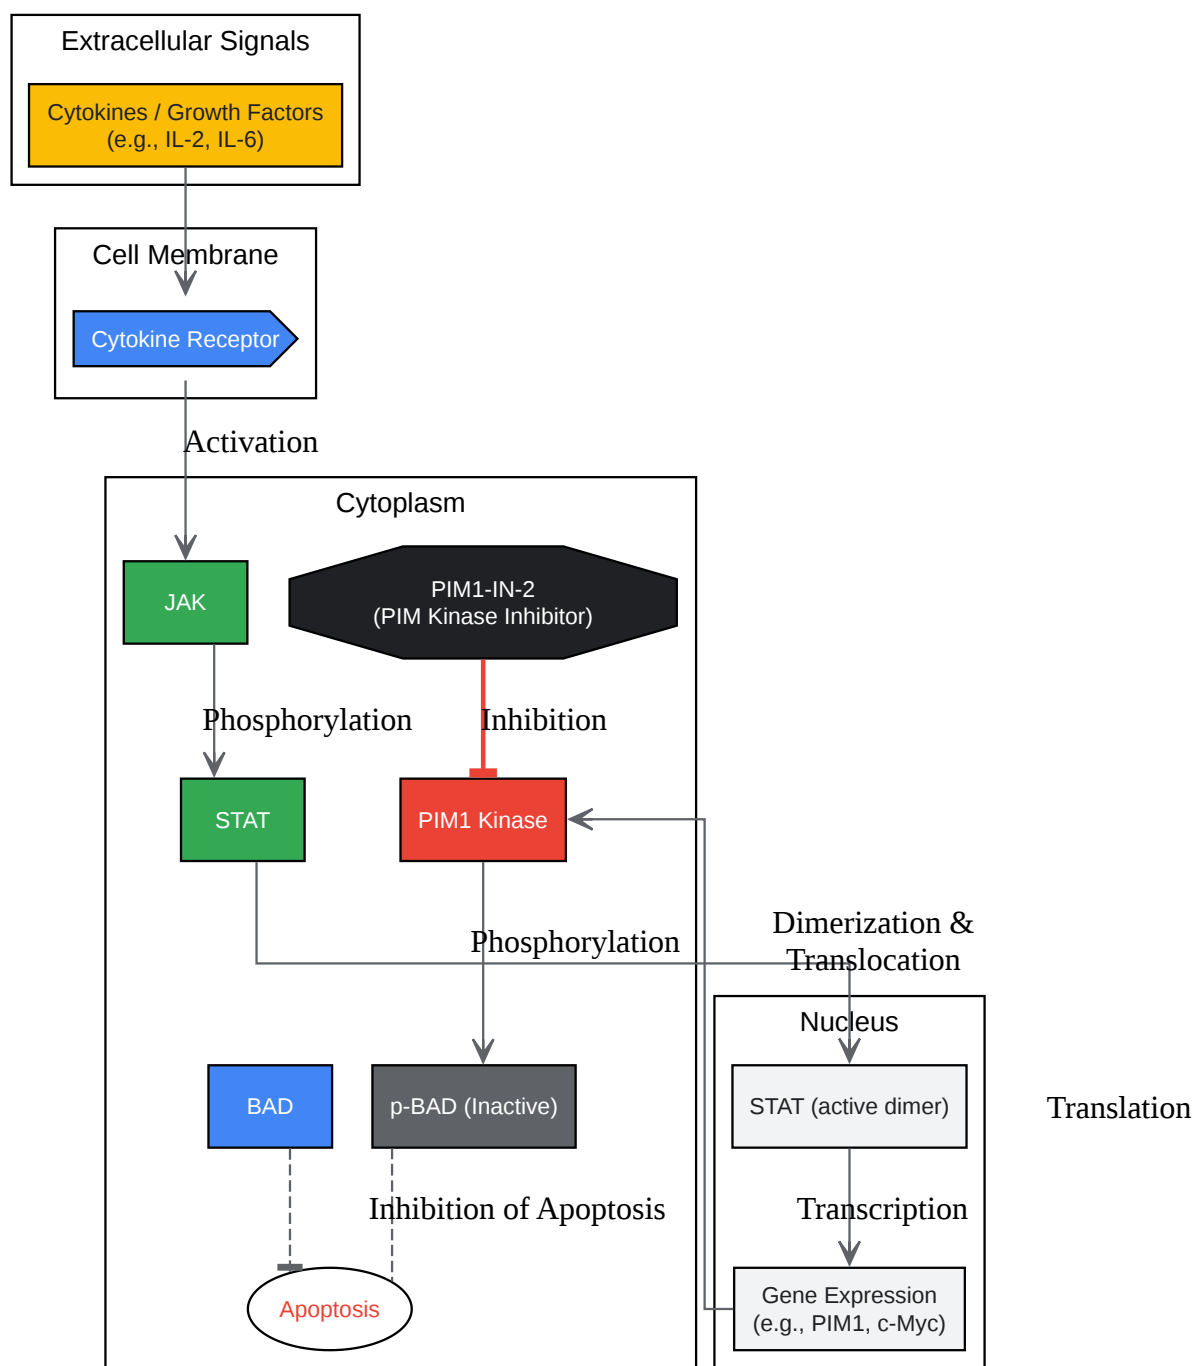 Extracellular Signals
Cytokines / Growth Factors
(e.g., IL-2, IL-6)
Cell Membrane
Cytokine Receptor
Activation
Cytoplasm
JAK
PIM1-IN-2
(PIM Kinase Inhibitor)
Phosphorylation
Inhibition
STAT
PIM1 Kinase
Phosphorylation
Dimerization &
Translocation
Nucleus
BAD
p-BAD (Inactive)
STAT (active dimer)
Translation
Inhibition of Apoptosis
Transcription
Apoptosis
Gene Expression
(e.g., PIM1, c-Myc)